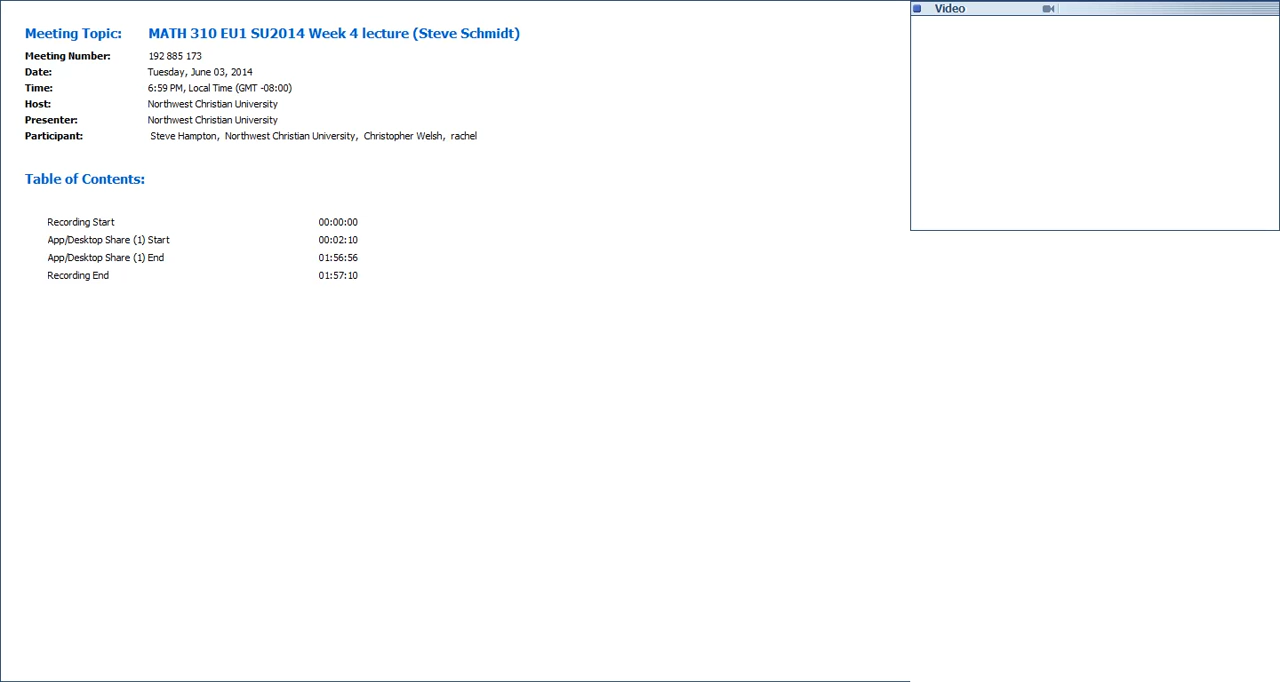 Meeting Topic: MATH 310 EU1 SU2014 Week 4 lecture (Steve Schmidt)
Meeting Number: 192 885 173
Date: Tuesday, June 03, 2014
Time: 6:59 PM, Local Time (GMT -08:00)
Host: Northwest Christian University
Presenter: Northwest Christian University
Participant: Steve Hampton, Northwest Christian University, Christopher Welsh, rachel
Table of Contents:
Recording Start 00:00:00
App/Desktop Share (1) Start 00:02:10
App/Desktop Share (1) End 01:56:56
Recording End 01:57:10
Video